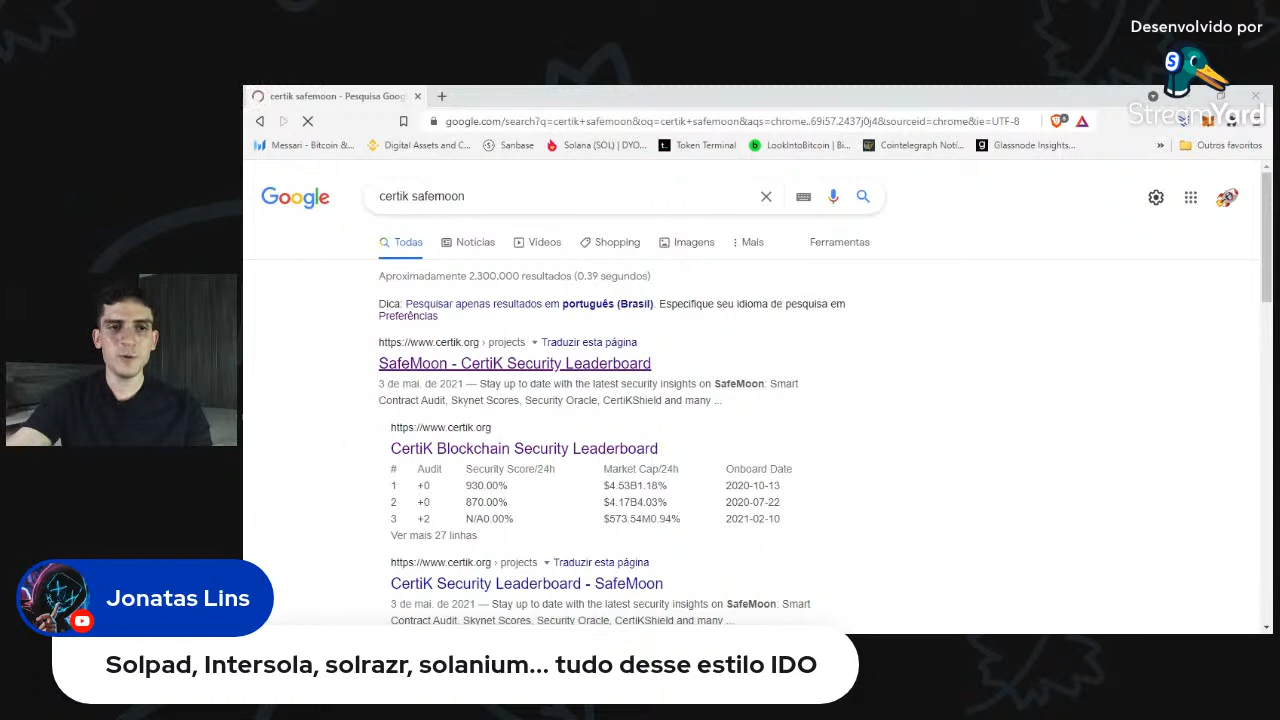 Desenvolvido por
StreamYard
certik safemoon - Pesquisa Goog
google.com/search?q=certik+safemoon&oq=certik+safemoon&aqs=chrome..69i57.2437j0j4&sourceid=chrome&ie=UTF-8
Messari - Bitcoin &... Digital Assets and C... Sanbase Solana (SOL) | DYO... Token Terminal LookIntoBitcoin | Bi... Cointelegraph Notí... Glassnode Insights... » Outros favoritos
Google certik safemoon
Todas Notícias Vídeos Shopping Imagens Mais Ferramentas
Aproximadamente 2.300.000 resultados (0.39 segundos)
Dica: Pesquisar apenas resultados em português (Brasil). Especifique seu idioma de pesquisa em
Preferências
https://www.certik.org › projects Traduzir esta página
SafeMoon - CertiK Security Leaderboard
3 de mai. de 2021 — Stay up to date with the latest security insights on SafeMoon: Smart
Contract Audit, Skynet Scores, Security Oracle, CertiKShield and many ...
https://www.certik.org
CertiK Blockchain Security Leaderboard
# Audit Security Score/24h Market Cap/24h Onboard Date
1 +0 930.00% $4.53B1.18% 2020-10-13
2 +0 870.00% $4.17B4.03% 2020-07-22
3 +2 N/A0.00% $573.54M0.94% 2021-02-10
Ver mais 27 linhas
https://www.certik.org › projects Traduzir esta página
CertiK Security Leaderboard - SafeMoon
3 de mai. de 2021 — Stay up to date with the latest security insights on SafeMoon: Smart
Contract Audit, Skynet Scores, Security Oracle, CertiKShield and many ...
Jonatas Lins
Solpad, Intersola, solrazr, solanium... tudo desse estilo IDO